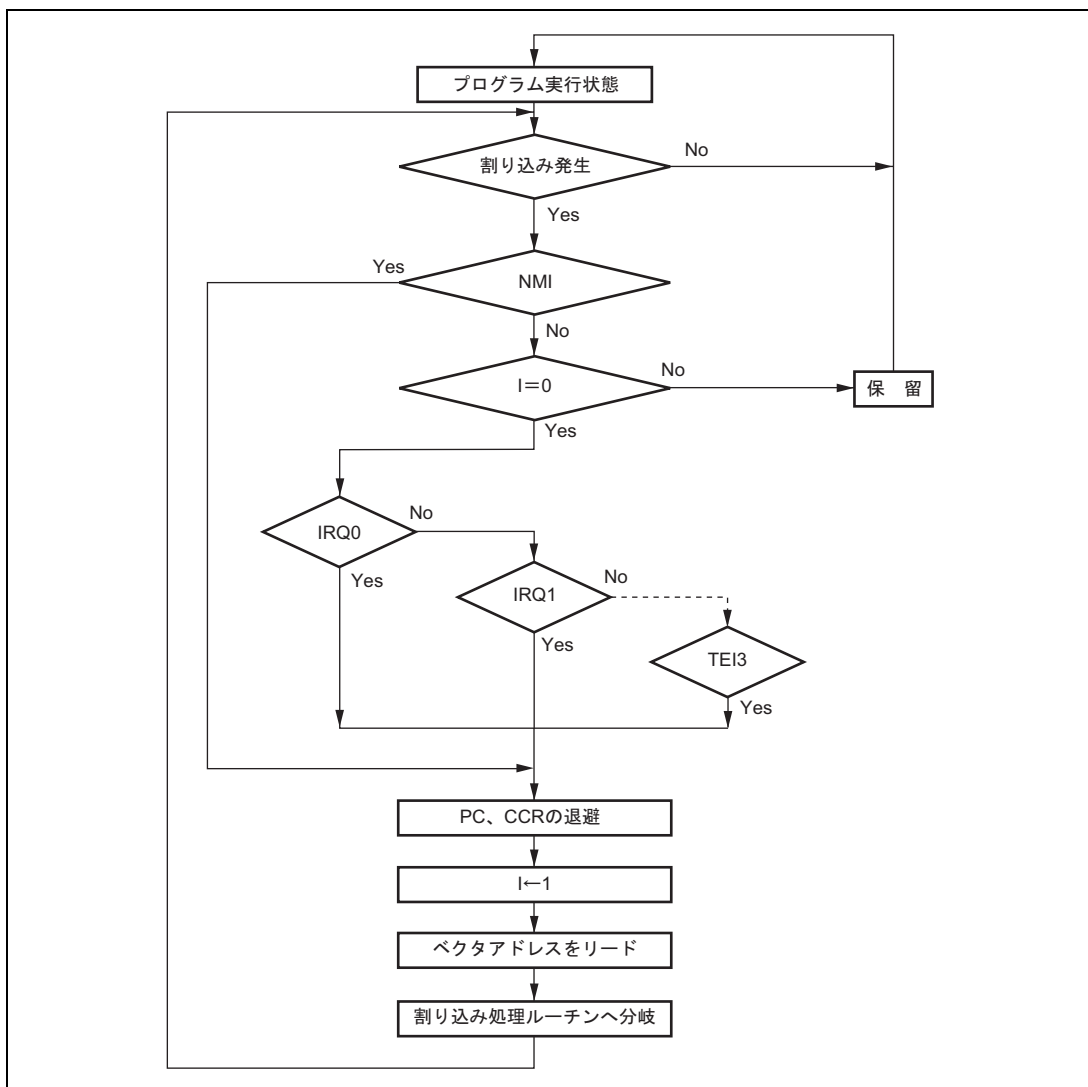 プログラム実行状態
割り込み発生
No
Yes
NMI
Yes
No
I＝0
No
保　留
Yes
IRQ0
No
Yes
IRQ1
No
Yes
TEI3
Yes
PC、CCRの退避
I←1
ベクタアドレスをリード
割り込み処理ルーチンへ分岐